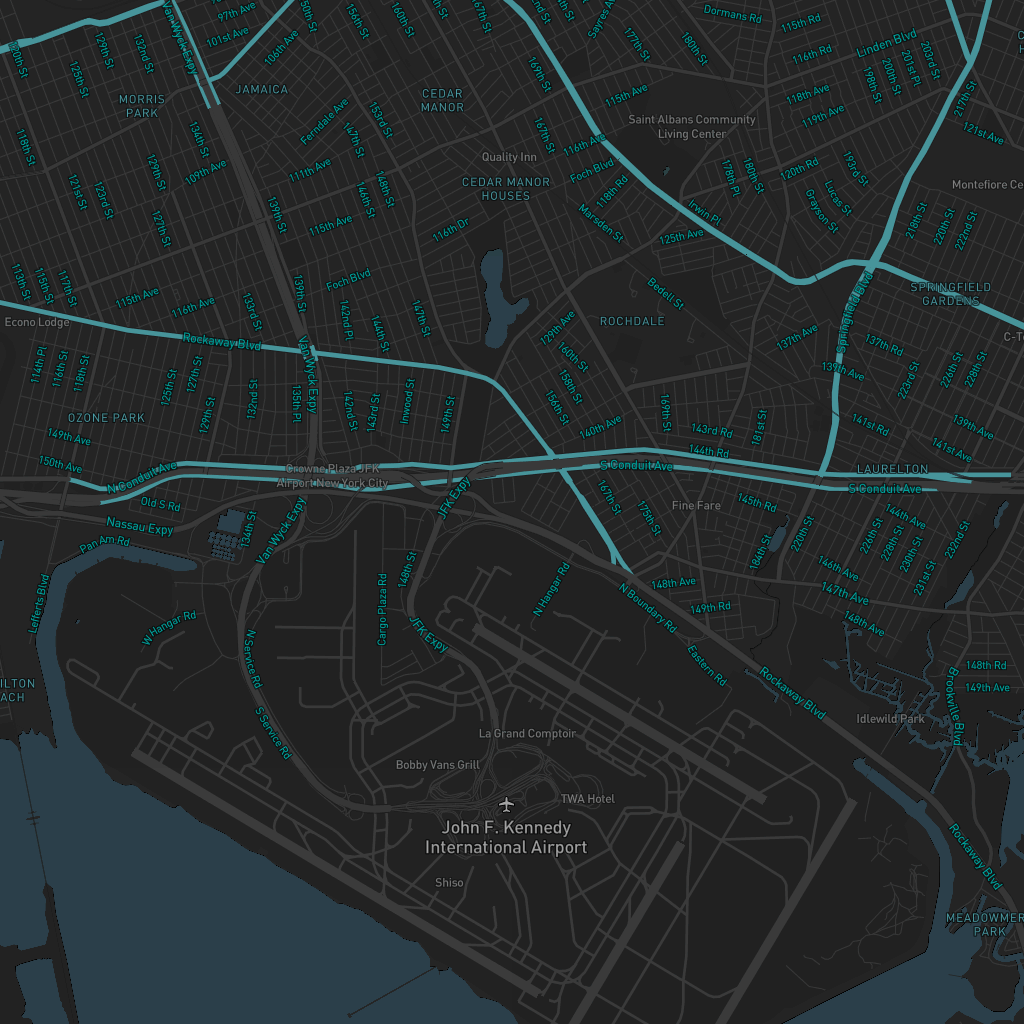 97th Ave
101st Ave
Van Wyck Expy
106th Ave
150th St
156th St
160th St
167th St
Dormans Rd
115th Rd
116th Rd
Linden Blvd
203rd St
201st Pl
200th St
198th St
177th St
180th St
120th St
129th St
132nd St
125th St
MORRIS
PARK
JAMAICA
CEDAR
MANOR
169th St
115th Ave
118th Ave
119th Ave
217th St
121st Ave
Ferndale Ave
153rd St
147th St
134th St
118th St
167th St
116th Ave
Saint Albans Community
Living Center
Quality Inn
CEDAR MANOR
HOUSES
Foch Blvd
118th Rd
178th Pl
180th St
120th Rd
193rd St
Lucas St
Grayson St
Montefiore Ce
129th St
109th Ave
111th Ave
148th St
146th St
121st St
123rd St
127th St
139th St
115th Ave
116th Dr
Marsden St
125th Ave
Irwin Pl
218th St
220th St
222nd St
113th St
115th St
117th St
115th Ave
116th Ave
133rd St
139th St
Foch Blvd
142nd Pl
144th St
147th St
Bedell St
SPRINGFIELD
GARDENS
Springfield Blvd
ROCHDALE
Econo Lodge
Rockaway Blvd
Van Wyck Expy
129th Ave
160th St
158th St
156th St
137th Ave
137th Rd
139th Ave
223rd St
226th St
228th St
114th Pl
116th St
118th St
125th St
127th St
129th St
132nd St
135th Pl
142nd St
143rd St
Inwood St
149th St
140th Ave
169th St
143rd Rd
181st St
141st Rd
139th Ave
141st Ave
OZONE PARK
149th Ave
150th Ave
N Conduit Ave
Crowne Plaza JFK
Airport New York City
144th Rd
S Conduit Ave
LAURELTON
S Conduit Ave
Old S Rd
Nassau Expy
Pan Am Rd
134th St
Van Wyck Expy
JFK Expy
167th St
175th St
Fine Fare
145th Rd
184th St
220th St
144th Ave
224th St
228th St
230th St
231st St
232nd St
146th Ave
147th Ave
148th Ave
Lefferts Blvd
W Hangar Rd
148th St
Cargo Plaza Rd
N Hangar Rd
148th Ave
149th Rd
N Boundary Rd
JFK Expy
N Service Rd
S Service Rd
Eastern Rd
Rockaway Blvd
148th Rd
149th Ave
Brookville Blvd
Idlewild Park
La Grand Comptoir
Bobby Vans Grill
TWA Hotel
John F. Kennedy
International Airport
Shiso
Rockaway Blvd
MEADOWMER
PARK